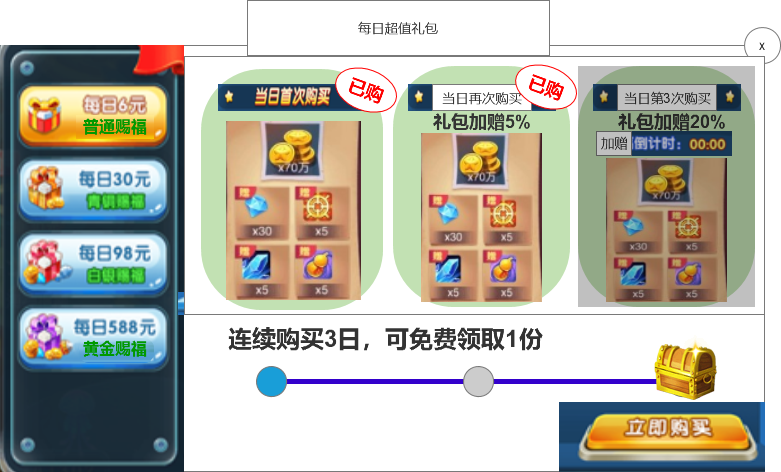 每日超值礼包
x
每日6元
普通赐福
每日30元
青铜赐福
每日98元
白银赐福
每日588元
黄金赐福
当日首次购买
已购
x70万
赠
赠
x30
x5
赠
赠
x5
x5
当日再次购买
已购
礼包加赠5%
x70万
赠
赠
x30
x5
赠
赠
x5
x5
当日第3次购买
礼包加赠20%
加赠
倒计时：00:00
x70万
赠
赠
x30
x5
赠
赠
x5
x5
连续购买3日，可免费领取1份
立即购买